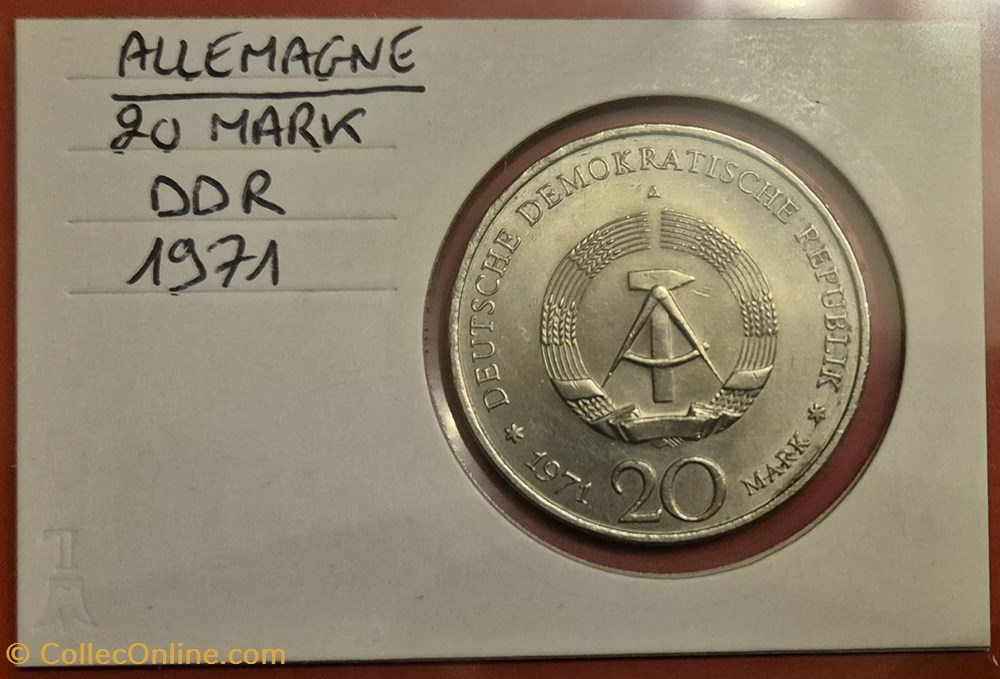 ALLEMAGNE
20 MARK
DDR
1971
DEUTSCHE DEMOKRATISCHE REPUBLIK
A
* 1971 20 MARK *
© CollecOnline.com